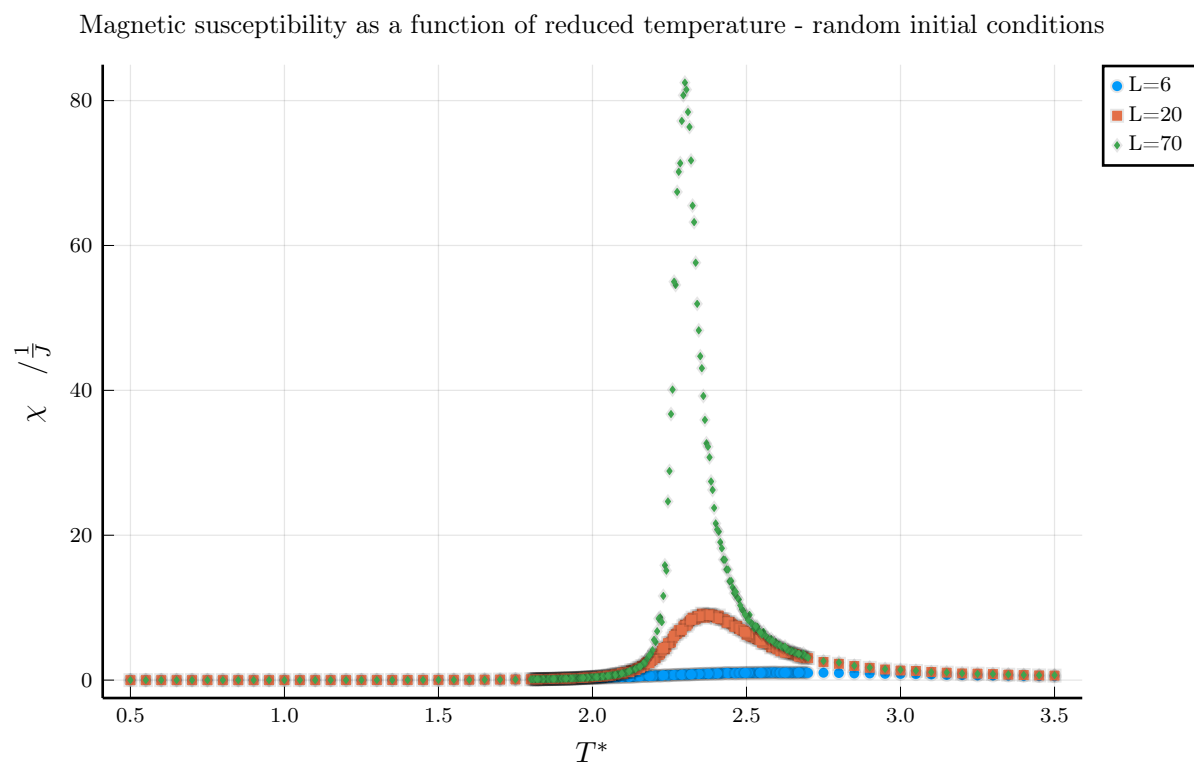 Magnetic susceptibility as a function of reduced temperature - random initial conditions
L=6
L=20
L=70
80
60
40
20
0
χ / 1/J
0.5 1.0 1.5 2.0 2.5 3.0 3.5
T*